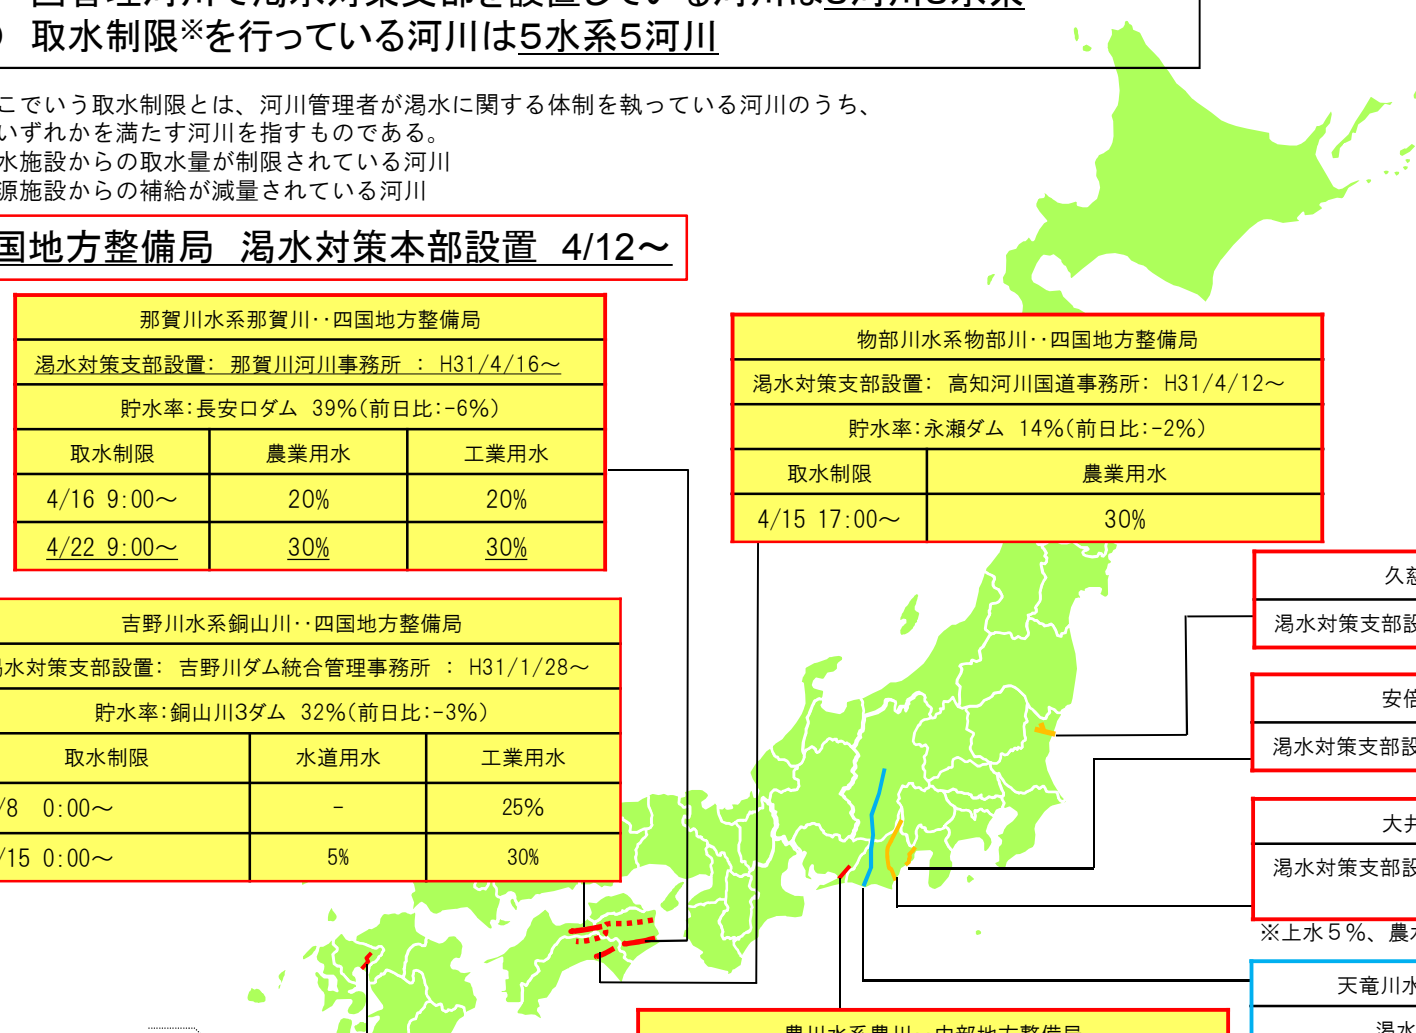 取水制限※を行っている河川は５水系５河川
こでいう取水制限とは、河川管理者が渇水に関する体制を執っている河川のうち、
いずれかを満たす河川を指すものである。
水施設からの取水量が制限されている河川
源施設からの補給が減量されている河川
国地方整備局 渇水対策本部設置 4/12～
那賀川水系那賀川‥四国地方整備局
渇水対策支部設置： 那賀川河川事務所 ： H31/4/16～
貯水率：長安口ダム 39%(前日比：-6%)
取水制限 農業用水 工業用水
4/16 9:00～ 20% 20%
4/22 9:00～ 30% 30%
物部川水系物部川‥四国地方整備局
渇水対策支部設置： 高知河川国道事務所： H31/4/12～
貯水率：永瀬ダム 14%(前日比：-2%)
取水制限 農業用水
4/15 17:00～ 30%
吉野川水系銅山川‥四国地方整備局
水対策支部設置： 吉野川ダム統合管理事務所 ： H31/1/28～
貯水率：銅山川3ダム 32%(前日比：-3%)
取水制限 水道用水 工業用水
/8 0:00～ - 25%
/15 0:00～ 5% 30%
久慈
渇水対策支部設
安倍
渇水対策支部設
大井
渇水対策支部設
※上水５%、農水
天竜川水
渇水